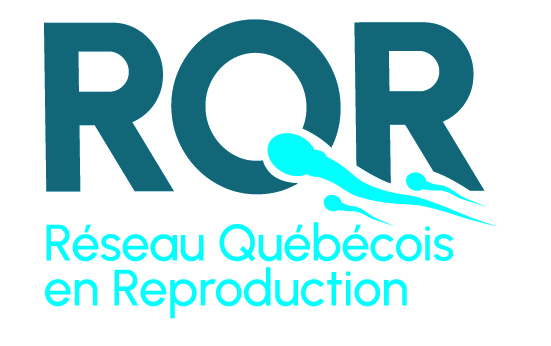 RQR
Réseau Québécois
en Reproduction